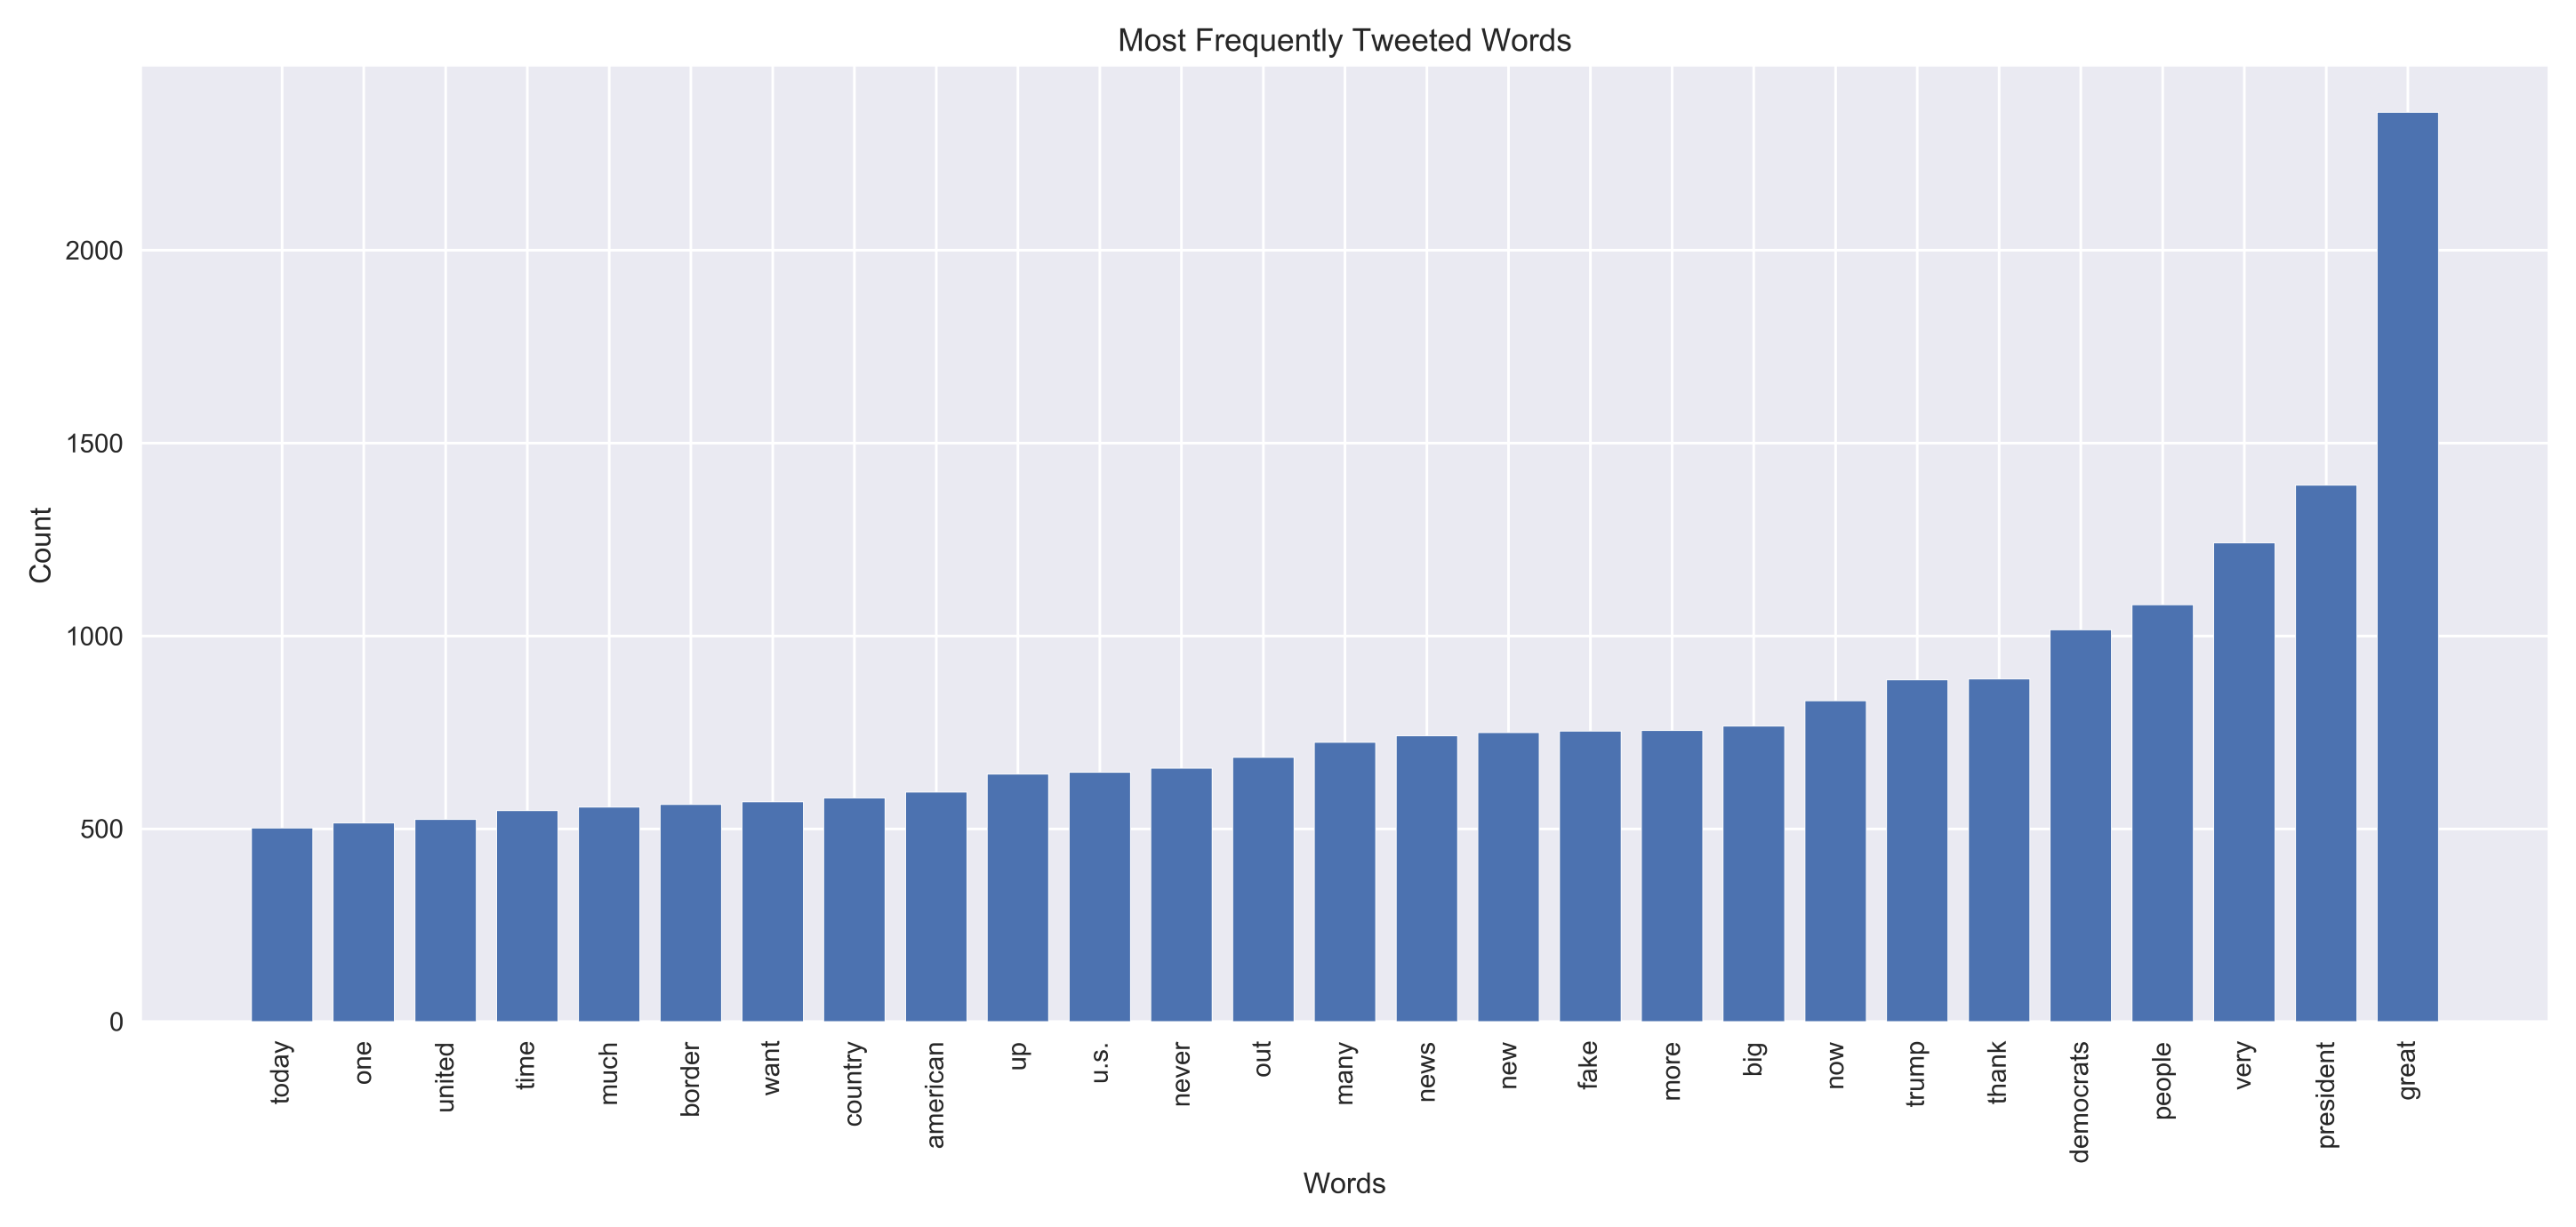 Most Frequently Tweeted Words
Count
2000
1500
1000
500
0
today
one
united
time
much
border
want
country
american
up
u.s.
never
out
many
news
new
fake
more
big
now
trump
thank
democrats
people
very
president
great
Words